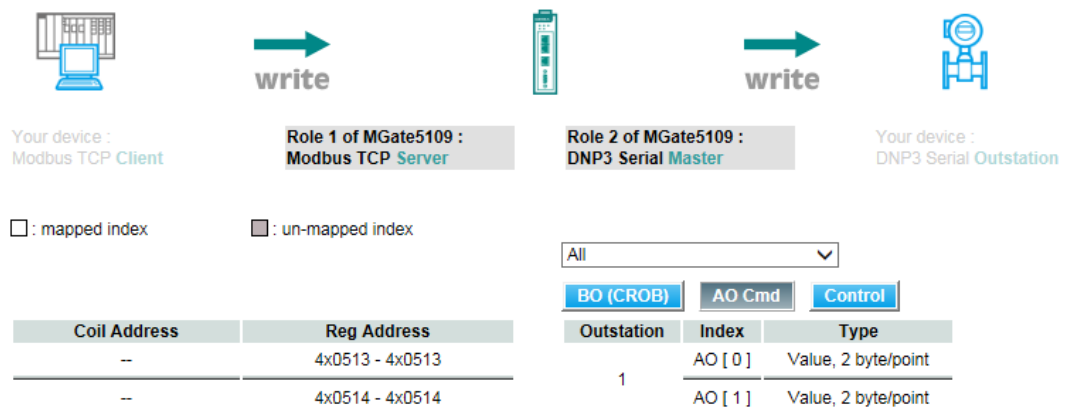 write
write
Your device :
Modbus TCP Client
Role 1 of MGate5109 :
Modbus TCP Server
Role 2 of MGate5109 :
DNP3 Serial Master
Your device :
DNP3 Serial Outstation
: mapped index
: un-mapped index
All
BO (CROB)
AO Cmd
Control
Coil Address
Reg Address
Outstation
Index
Type
--
4x0513 - 4x0513
1
AO [ 0 ]
Value, 2 byte/point
--
4x0514 - 4x0514
AO [ 1 ]
Value, 2 byte/point